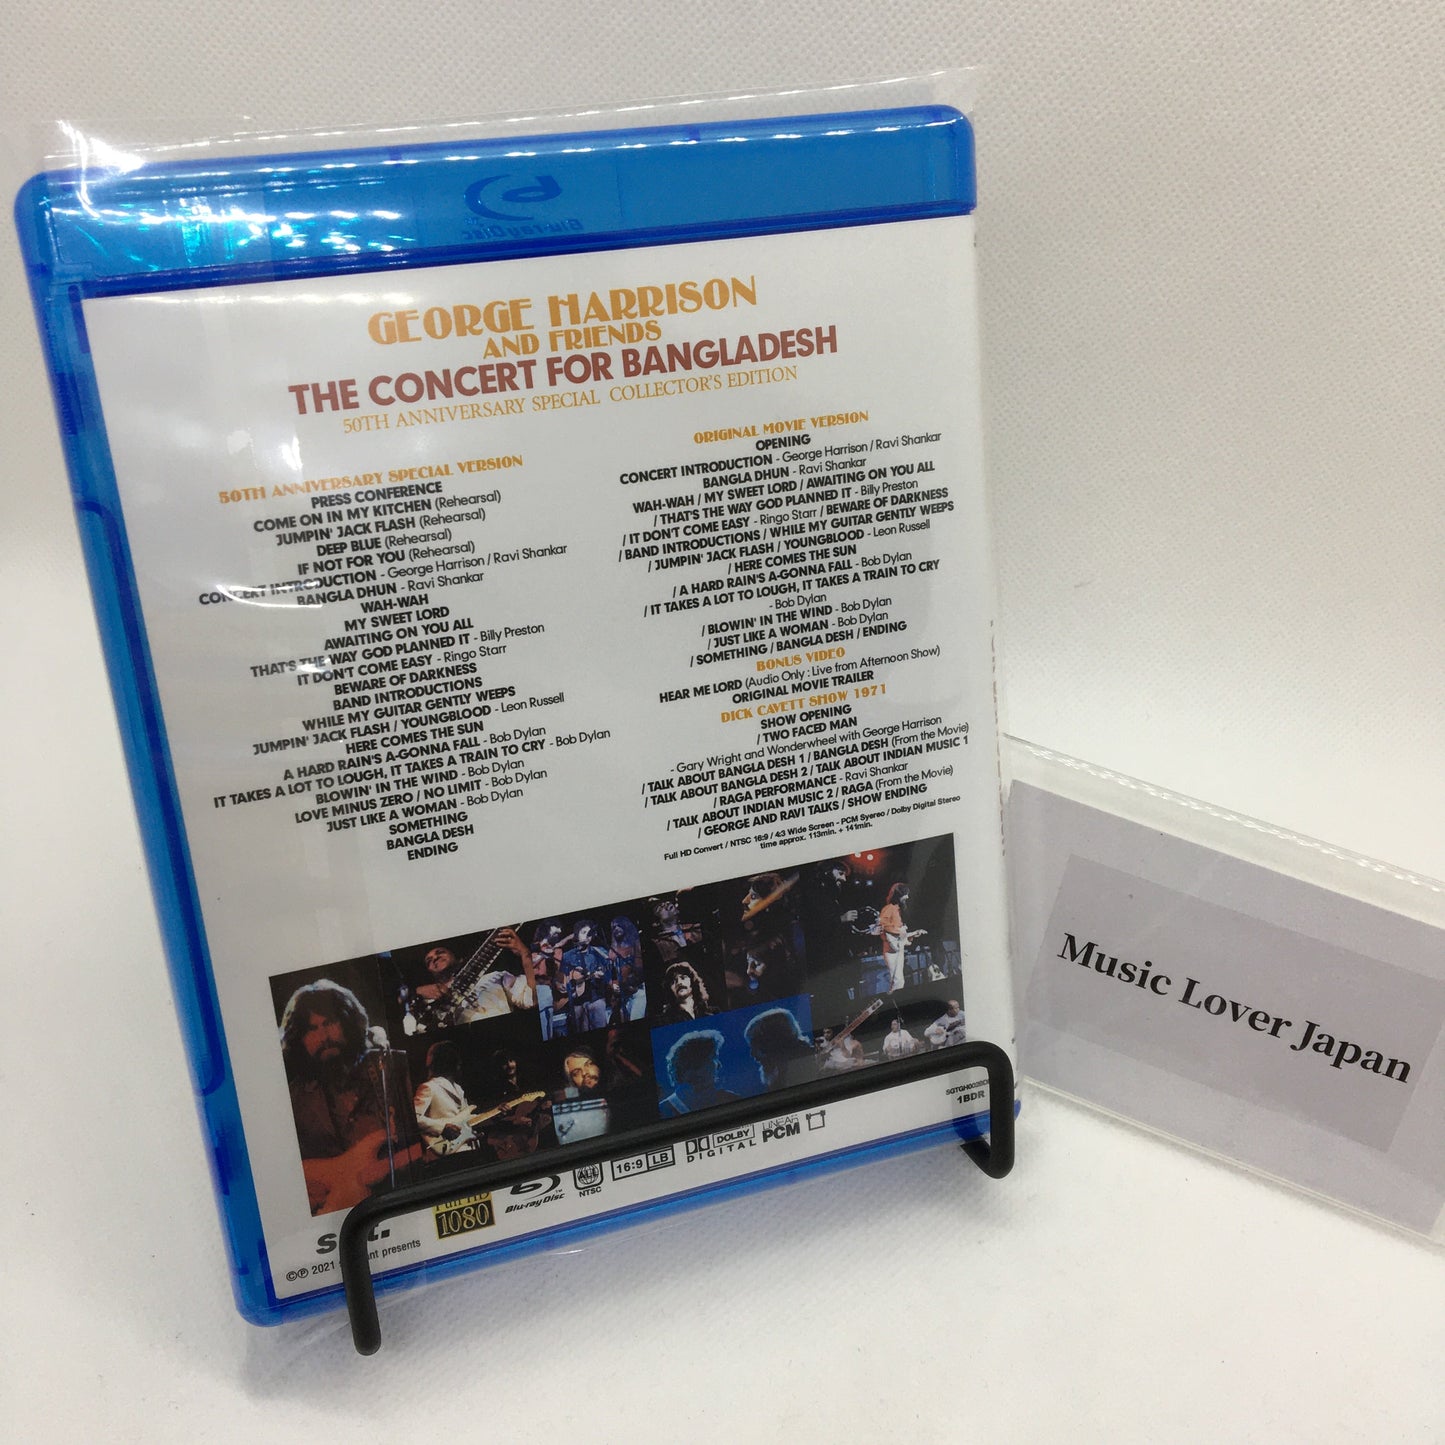 Blu-rayDisc
GEORGE HARRISON
AND FRIENDS
THE CONCERT FOR BANGLADESH
50TH ANNIVERSARY SPECIAL COLLECTOR'S EDITION
50TH ANNIVERSARY SPECIAL VERSION
PRESS CONFERENCE
COME ON IN MY KITCHEN (Rehearsal)
JUMPIN' JACK FLASH (Rehearsal)
DEEP BLUE (Rehearsal)
IF NOT FOR YOU (Rehearsal)
CONCERT INTRODUCTION - George Harrison / Ravi Shankar
BANGLA DHUN - Ravi Shankar
WAH-WAH
MY SWEET LORD
AWAITING ON YOU ALL
THAT'S THE WAY GOD PLANNED IT - Billy Preston
IT DON'T COME EASY - Ringo Starr
BEWARE OF DARKNESS
BAND INTRODUCTIONS
WHILE MY GUITAR GENTLY WEEPS
JUMPIN' JACK FLASH / YOUNGBLOOD - Leon Russell
HERE COMES THE SUN
A HARD RAIN'S A-GONNA FALL - Bob Dylan
IT TAKES A LOT TO LOUGH, IT TAKES A TRAIN TO CRY - Bob Dylan
BLOWIN' IN THE WIND - Bob Dylan
LOVE MINUS ZERO / NO LIMIT - Bob Dylan
JUST LIKE A WOMAN - Bob Dylan
SOMETHING
BANGLA DESH
ENDING
ORIGINAL MOVIE VERSION
OPENING
CONCERT INTRODUCTION - George Harrison / Ravi Shankar
BANGLA DHUN - Ravi Shankar
WAH-WAH / MY SWEET LORD / AWAITING ON YOU ALL
/ THAT'S THE WAY GOD PLANNED IT - Billy Preston
/ IT DON'T COME EASY - Ringo Starr / BEWARE OF DARKNESS
/ BAND INTRODUCTIONS / WHILE MY GUITAR GENTLY WEEPS
/ JUMPIN' JACK FLASH / YOUNGBLOOD - Leon Russell
/ HERE COMES THE SUN
/ A HARD RAIN'S A-GONNA FALL - Bob Dylan
/ IT TAKES A LOT TO LOUGH, IT TAKES A TRAIN TO CRY
- Bob Dylan
/ BLOWIN' IN THE WIND - Bob Dylan
/ JUST LIKE A WOMAN - Bob Dylan
/ SOMETHING / BANGLA DESH / ENDING
BONUS VIDEO
HEAR ME LORD (Audio Only : Live from Afternoon Show)
ORIGINAL MOVIE TRAILER
DICK CAVETT SHOW 1971
SHOW OPENING
/ TWO FACED MAN
- Gary Wright and Wonderwheel with George Harrison
/ TALK ABOUT BANGLA DESH 1 / BANGLA DESH (From the Movie)
/ TALK ABOUT BANGLA DESH 2 / TALK ABOUT INDIAN MUSIC 1
/ RAGA PERFORMANCE - Ravi Shankar
/ TALK ABOUT INDIAN MUSIC 2 / RAGA (From the Movie)
/ GEORGE AND RAVI TALKS / SHOW ENDING
Full HD Convert / NTSC 16:9 / 4:3 Wide Screen - PCM Syereo / Dolby Digital Stereo
time approx. 113min. + 141min.
1BDR
Full HD
1080
Blu-rayDisc
ALL
NTSC
16:9 LB
DOLBY
DIGITAL
LINEAR
PCM
©℗ 2021 presents
Music Lover Japan